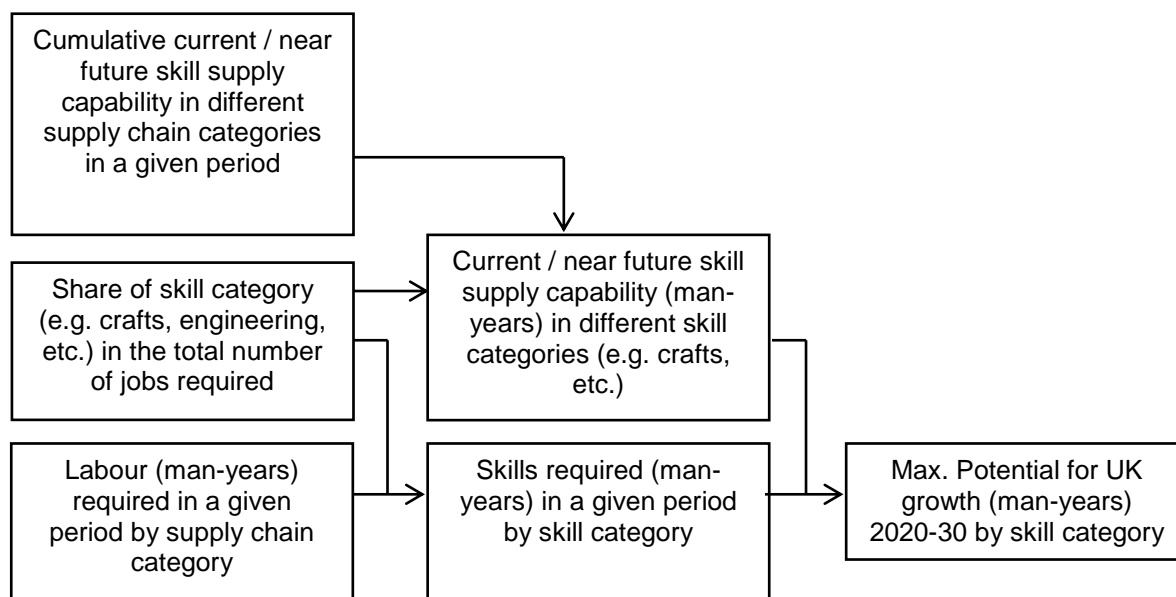 Cumulative current / near
future skill supply
capability in different
supply chain categories
in a given period
Share of skill category
(e.g. crafts, engineering,
etc.) in the total number
of jobs required
Labour (man-years)
required in a given
period by supply chain
category
Current / near future skill
supply capability (man-
years) in different skill
categories (e.g. crafts,
etc.)
Skills required (man-
years) in a given period
by skill category
Max. Potential for UK
growth (man-years)
2020-30 by skill category